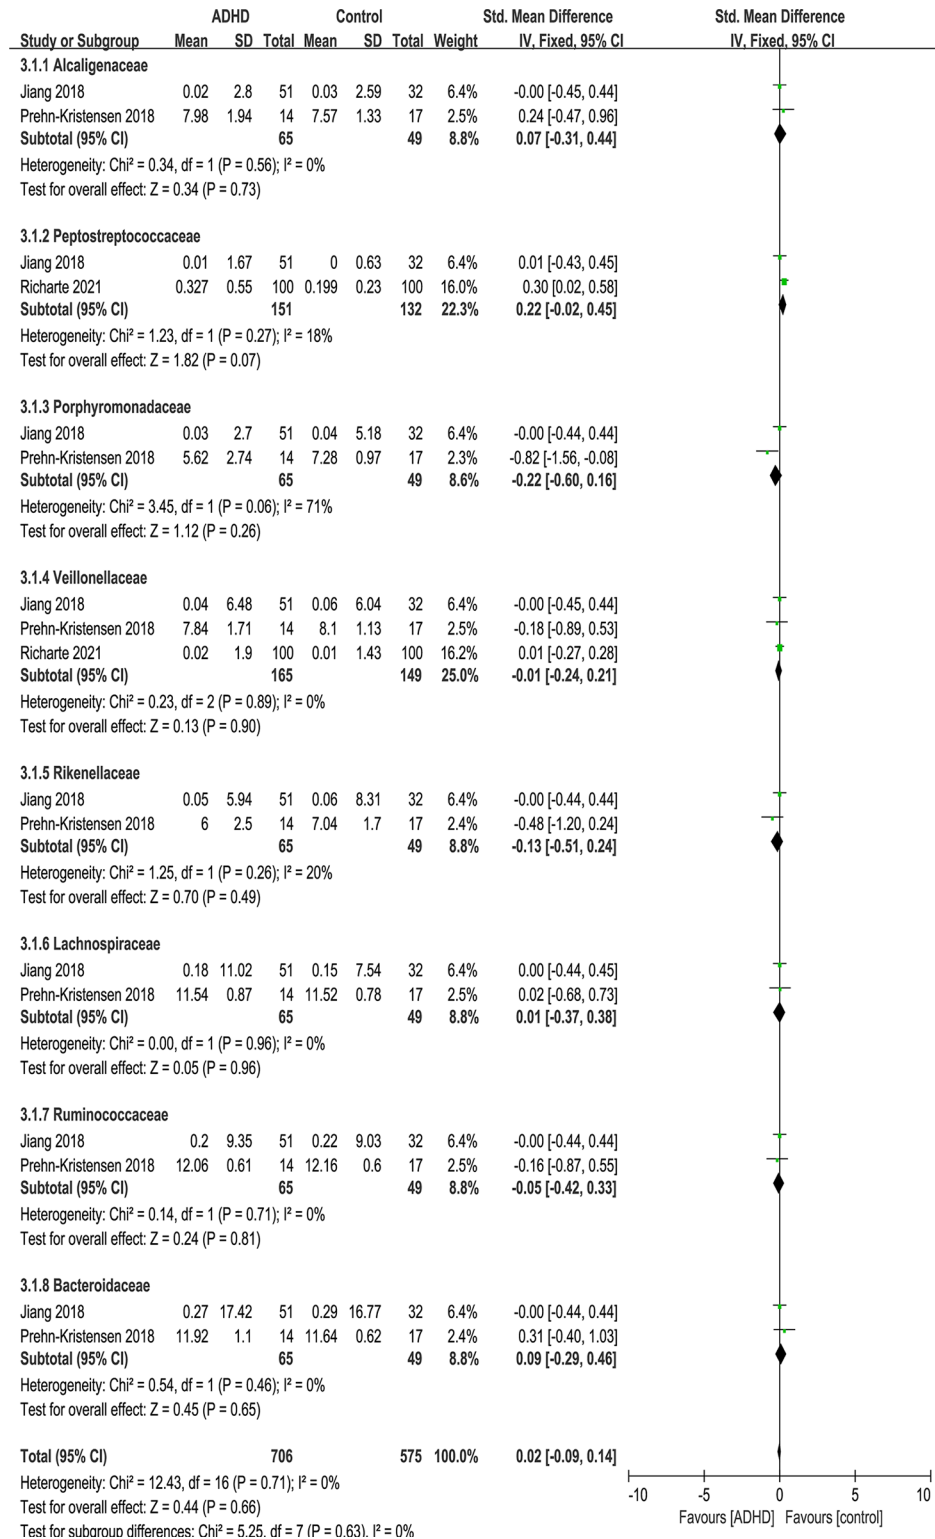 ADHD Control Std. Mean Difference Std. Mean Difference
Study or Subgroup Mean SD Total Mean SD Total Weight IV, Fixed, 95% CI IV, Fixed, 95% CI
3.1.1 Alcaligenaceae
Jiang 2018 0.02 2.8 51 0.03 2.59 32 6.4% -0.00 [-0.45, 0.44]
Prehn-Kristensen 2018 7.98 1.94 14 7.57 1.33 17 2.5% 0.24 [-0.47, 0.96]
Subtotal (95% CI) 65 49 8.8% 0.07 [-0.31, 0.44]
Heterogeneity: Chi² = 0.34, df = 1 (P = 0.56); I² = 0%
Test for overall effect: Z = 0.34 (P = 0.73)
3.1.2 Peptostreptococcaceae
Jiang 2018 0.01 1.67 51 0 0.63 32 6.4% 0.01 [-0.43, 0.45]
Richarte 2021 0.327 0.55 100 0.199 0.23 100 16.0% 0.30 [0.02, 0.58]
Subtotal (95% CI) 151 132 22.3% 0.22 [-0.02, 0.45]
Heterogeneity: Chi² = 1.23, df = 1 (P = 0.27); I² = 18%
Test for overall effect: Z = 1.82 (P = 0.07)
3.1.3 Porphyromonadaceae
Jiang 2018 0.03 2.7 51 0.04 5.18 32 6.4% -0.00 [-0.44, 0.44]
Prehn-Kristensen 2018 5.62 2.74 14 7.28 0.97 17 2.3% -0.82 [-1.56, -0.08]
Subtotal (95% CI) 65 49 8.6% -0.22 [-0.60, 0.16]
Heterogeneity: Chi² = 3.45, df = 1 (P = 0.06); I² = 71%
Test for overall effect: Z = 1.12 (P = 0.26)
3.1.4 Veillonellaceae
Jiang 2018 0.04 6.48 51 0.06 6.04 32 6.4% -0.00 [-0.45, 0.44]
Prehn-Kristensen 2018 7.84 1.71 14 8.1 1.13 17 2.5% -0.18 [-0.89, 0.53]
Richarte 2021 0.02 1.9 100 0.01 1.43 100 16.2% 0.01 [-0.27, 0.28]
Subtotal (95% CI) 165 149 25.0% -0.01 [-0.24, 0.21]
Heterogeneity: Chi² = 0.23, df = 2 (P = 0.89); I² = 0%
Test for overall effect: Z = 0.13 (P = 0.90)
3.1.5 Rikenellaceae
Jiang 2018 0.05 5.94 51 0.06 8.31 32 6.4% -0.00 [-0.44, 0.44]
Prehn-Kristensen 2018 6 2.5 14 7.04 1.7 17 2.4% -0.48 [-1.20, 0.24]
Subtotal (95% CI) 65 49 8.8% -0.13 [-0.51, 0.24]
Heterogeneity: Chi² = 1.25, df = 1 (P = 0.26); I² = 20%
Test for overall effect: Z = 0.70 (P = 0.49)
3.1.6 Lachnospiraceae
Jiang 2018 0.18 11.02 51 0.15 7.54 32 6.4% 0.00 [-0.44, 0.45]
Prehn-Kristensen 2018 11.54 0.87 14 11.52 0.78 17 2.5% 0.02 [-0.68, 0.73]
Subtotal (95% CI) 65 49 8.8% 0.01 [-0.37, 0.38]
Heterogeneity: Chi² = 0.00, df = 1 (P = 0.96); I² = 0%
Test for overall effect: Z = 0.05 (P = 0.96)
3.1.7 Ruminococcaceae
Jiang 2018 0.2 9.35 51 0.22 9.03 32 6.4% -0.00 [-0.44, 0.44]
Prehn-Kristensen 2018 12.06 0.61 14 12.16 0.6 17 2.5% -0.16 [-0.87, 0.55]
Subtotal (95% CI) 65 49 8.8% -0.05 [-0.42, 0.33]
Heterogeneity: Chi² = 0.14, df = 1 (P = 0.71); I² = 0%
Test for overall effect: Z = 0.24 (P = 0.81)
3.1.8 Bacteroidaceae
Jiang 2018 0.27 17.42 51 0.29 16.77 32 6.4% -0.00 [-0.44, 0.44]
Prehn-Kristensen 2018 11.92 1.1 14 11.64 0.62 17 2.4% 0.31 [-0.40, 1.03]
Subtotal (95% CI) 65 49 8.8% 0.09 [-0.29, 0.46]
Heterogeneity: Chi² = 0.54, df = 1 (P = 0.46); I² = 0%
Test for overall effect: Z = 0.45 (P = 0.65)
Total (95% CI) 706 575 100.0% 0.02 [-0.09, 0.14]
Heterogeneity: Chi² = 12.43, df = 16 (P = 0.71); I² = 0%
-10 -5 0 5 10
Test for overall effect: Z = 0.44 (P = 0.66)
Favours [ADHD] Favours [control]
Test for subgroup differences: Chi² = 5.25, df = 7 (P = 0.63), I² = 0%